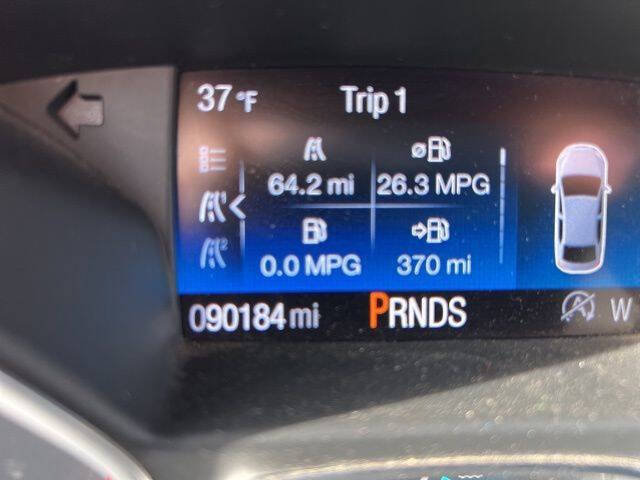 37°F Trip 1
64.2 mi 26.3 MPG
0.0 MPG 370 mi
090184 mi PRNDS W